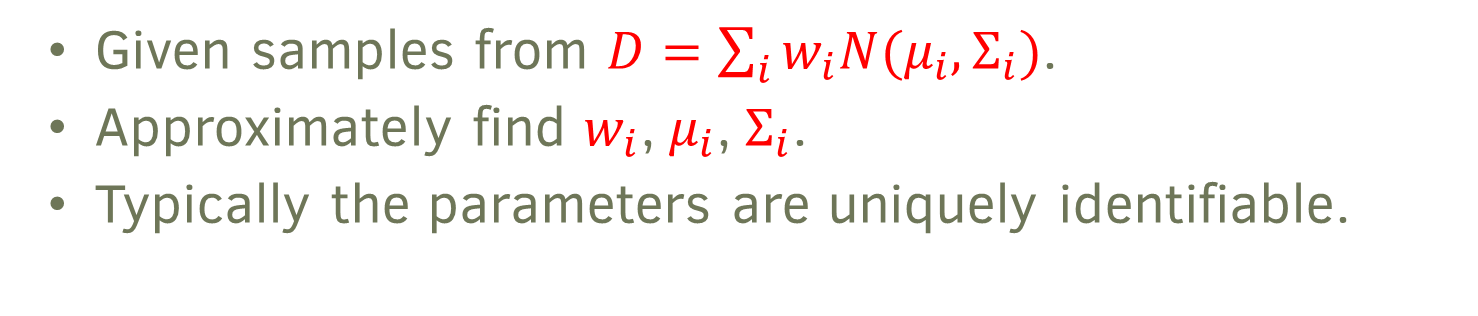 • Given samples from D = ∑ᵢ wᵢN(μᵢ, Σᵢ).
• Approximately find wᵢ, μᵢ, Σᵢ.
• Typically the parameters are uniquely identifiable.